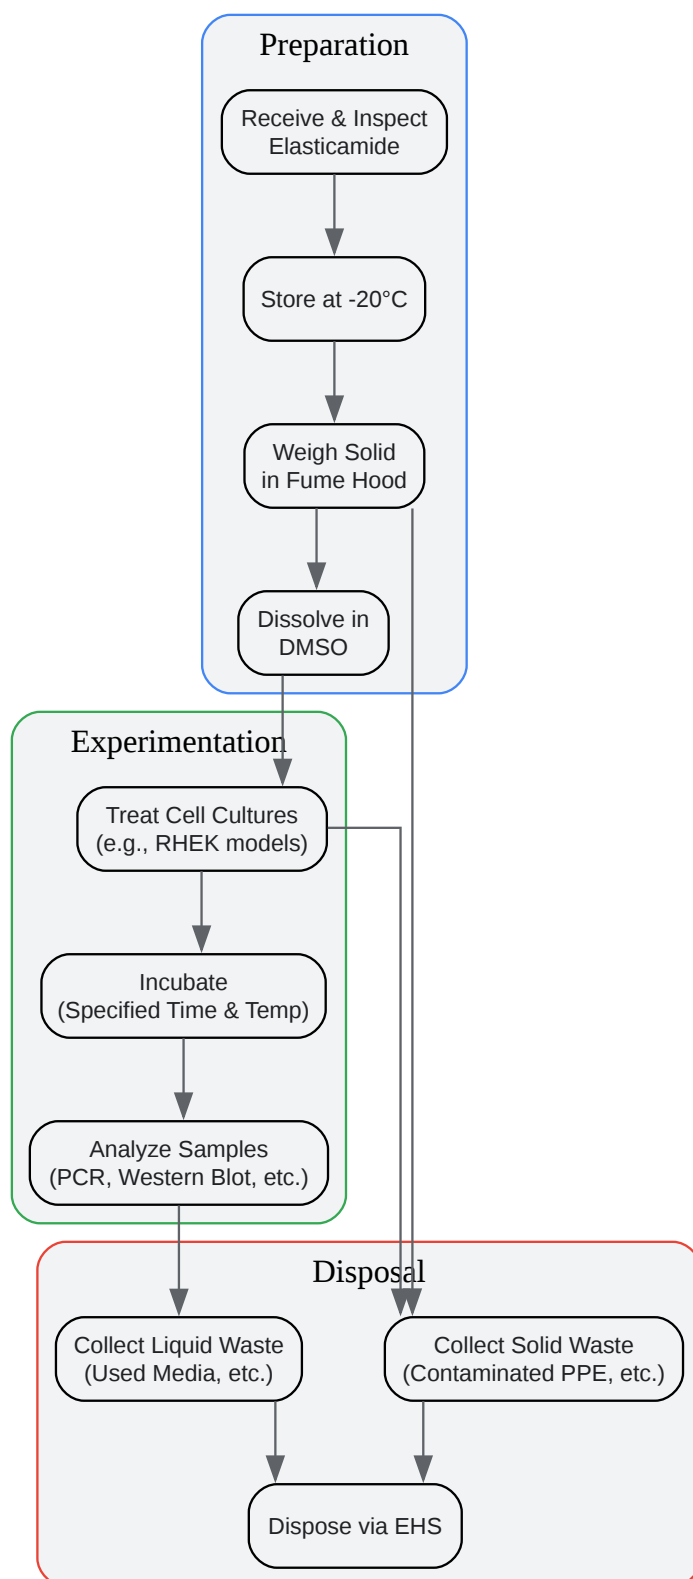 Preparation
Receive & Inspect
Elasticamide
Store at -20°C
Weigh Solid
in Fume Hood
Dissolve in
DMSO
Experimentation
Treat Cell Cultures
(e.g., RHEK models)
Incubate
(Specified Time & Temp)
Analyze Samples
(PCR, Western Blot, etc.)
Disposal
Collect Liquid Waste
(Used Media, etc.)
Collect Solid Waste
(Contaminated PPE, etc.)
Dispose via EHS